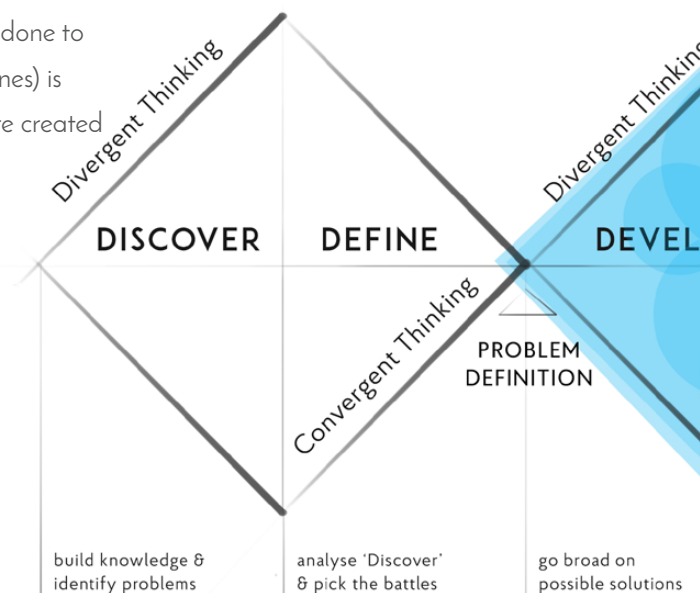 done to
is
created
Divergent Thinking
Divergent Thinking
DISCOVER
DEFINE
Convergent Thinking
PROBLEM
DEFINITION
build knowledge &
identify problems
analyse 'Discover'
& pick the battles
go broad on
possible solutions